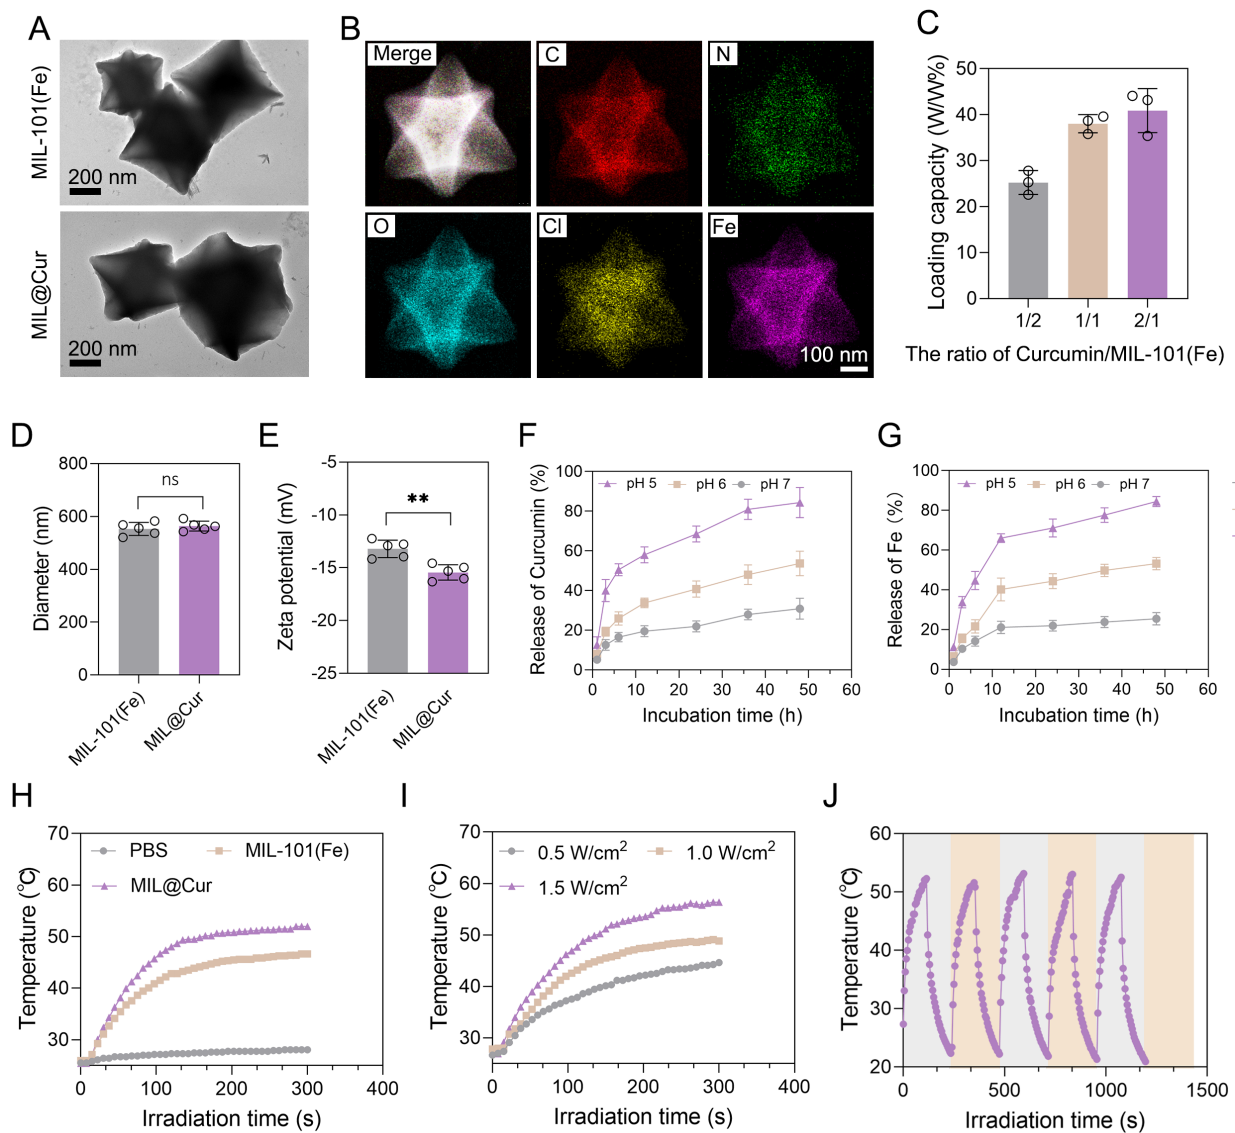 A
MIL-101(Fe)
200 nm
MIL@Cur
200 nm
B
Merge
C
N
O
Cl
Fe
100 nm
C
Loading capacity (W/W%)
50
40
30
20
10
0
1/2
1/1
2/1
The ratio of Curcumin/MIL-101(Fe)
D
Diameter (nm)
800
600
400
200
0
ns
MIL-101(Fe)
MIL@Cur
E
Zeta potential (mV)
-5
-10
-15
-20
-25
**
MIL-101(Fe)
MIL@Cur
F
Release of Curcumin (%)
100
80
60
40
20
0
pH 5
pH 6
pH 7
0
10
20
30
40
50
60
Incubation time (h)
G
Release of Fe (%)
100
80
60
40
20
0
pH 5
pH 6
pH 7
0
10
20
30
40
50
60
Incubation time (h)
H
Temperature (℃)
70
60
50
40
30
PBS
MIL-101(Fe)
MIL@Cur
0
100
200
300
400
Irradiation time (s)
I
Temperature (℃)
70
60
50
40
30
0.5 W/cm²
1.0 W/cm²
1.5 W/cm²
0
100
200
300
400
Irradiation time (s)
J
Temperature (℃)
60
50
40
30
20
0
500
1000
1500
Irradiation time (s)